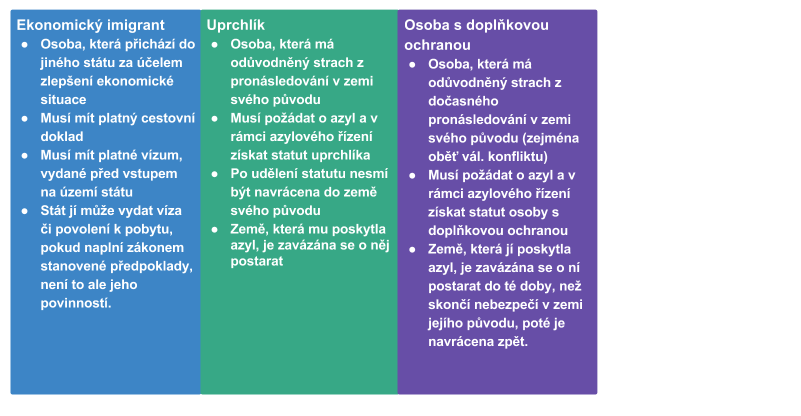 Ekonomický imigrant
● Osoba, která přichází do
jiného státu za účelem
zlepšení ekonomické
situace
● Musí mít platný cestovní
doklad
● Musí mít platné vízum,
vydané před vstupem
na území státu
● Stát jí může vydat víza
či povolení k pobytu,
pokud naplní zákonem
stanovené předpoklady,
není to ale jeho
povinností.
Uprchlík
● Osoba, která má
odůvodněný strach z
pronásledování v zemi
svého původu
● Musí požádat o azyl a v
rámci azylového řízení
získat statut uprchlíka
● Po udělení statutu nesmí
být navrácena do země
svého původu
● Země, která mu poskytla
azyl, je zavázána se o něj
postarat
Osoba s doplňkovou
ochranou
● Osoba, která má
odůvodněný strach z
dočasného
pronásledování v zemi
svého původu (zejména
oběť vál. konfliktu)
● Musí požádat o azyl a v
rámci azylového řízení
získat statut osoby s
doplňkovou ochranou
● Země, která jí poskytla
azyl, je zavázána se o ní
postarat do té doby, než
skončí nebezpečí v zemi
jejího původu, poté je
navrácena zpět.